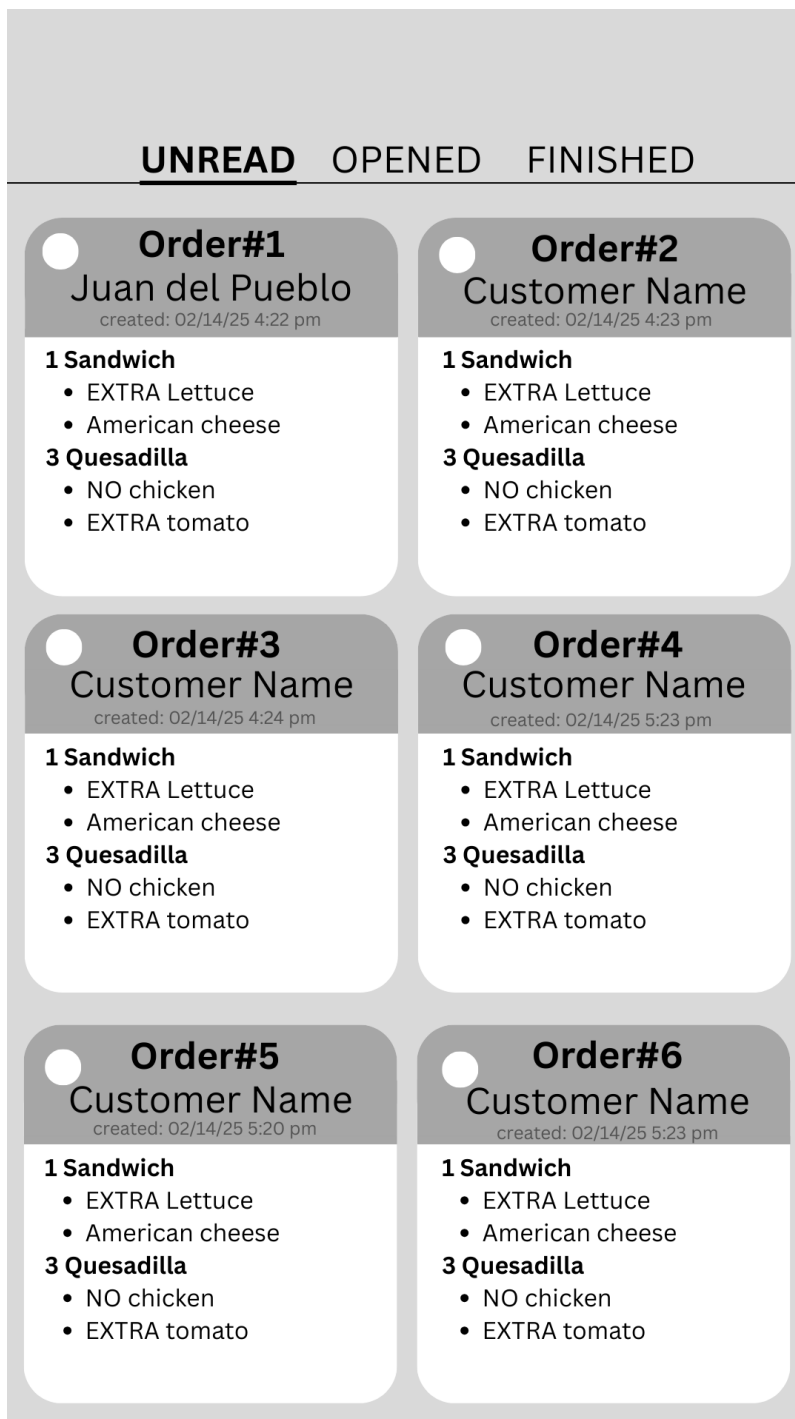 UNREAD OPENED FINISHED
Order#1
Juan del Pueblo
created: 02/14/25 4:22 pm
1 Sandwich
• EXTRA Lettuce
• American cheese
3 Quesadilla
• NO chicken
• EXTRA tomato
Order#2
Customer Name
created: 02/14/25 4:23 pm
1 Sandwich
• EXTRA Lettuce
• American cheese
3 Quesadilla
• NO chicken
• EXTRA tomato
Order#3
Customer Name
created: 02/14/25 4:24 pm
1 Sandwich
• EXTRA Lettuce
• American cheese
3 Quesadilla
• NO chicken
• EXTRA tomato
Order#4
Customer Name
created: 02/14/25 5:23 pm
1 Sandwich
• EXTRA Lettuce
• American cheese
3 Quesadilla
• NO chicken
• EXTRA tomato
Order#5
Customer Name
created: 02/14/25 5:20 pm
1 Sandwich
• EXTRA Lettuce
• American cheese
3 Quesadilla
• NO chicken
• EXTRA tomato
Order#6
Customer Name
created: 02/14/25 5:23 pm
1 Sandwich
• EXTRA Lettuce
• American cheese
3 Quesadilla
• NO chicken
• EXTRA tomato